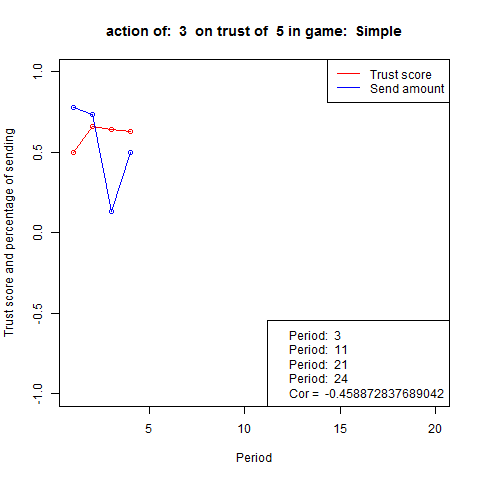 action of:  3  on trust of  5 in game:  Simple
Trust score
Send amount
Trust score and percentage of sending
1.0
0.5
0.0
-0.5
-1.0
Period:  3
Period:  11
Period:  21
Period:  24
Cor =  -0.458872837689042
5
10
15
20
Period